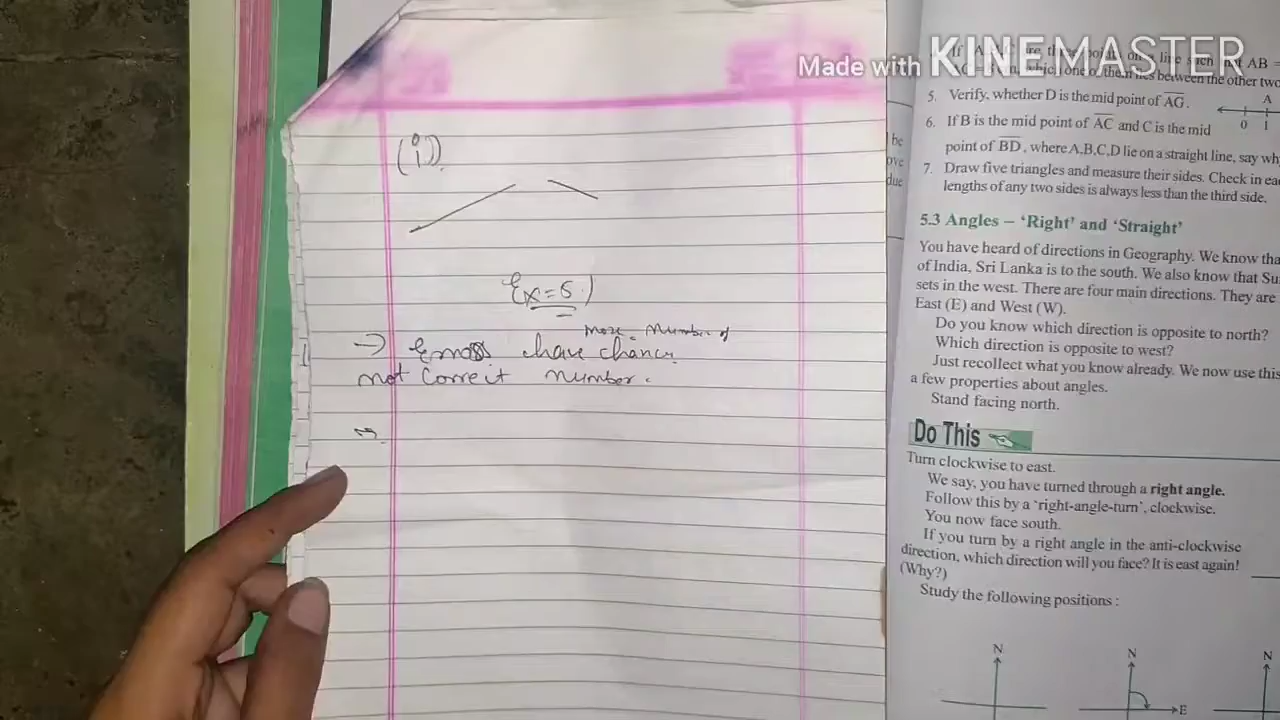 Made with KINEMASTER
(i)
Ex=5.)
more number of
have chance
not correct number.
5. Verify, whether D is the mid point of AG.
A
0 1
6. If B is the mid point of AC and C is the mid
point of BD, where A,B,C,D lie on a straight line, say why
7. Draw five triangles and measure their sides. Check in
lengths of any two sides is always less than the third side.
5.3 Angles – ‘Right’ and ‘Straight’
You have heard of directions in Geography. We know
of India, Sri Lanka is to the south. We also know that
sets in the west. There are four main directions. They are
East (E) and West (W).
Do you know which direction is opposite to north?
Which direction is opposite to west?
Just recollect what you know already. We now use this
a few properties about angles.
Stand facing north.
Do This
Turn clockwise to east.
We say, you have turned through a right angle.
Follow this by a ‘right-angle-turn’, clockwise.
You now face south.
If you turn by a right angle in the anti-clockwise
direction, which direction will you face? It is east again!
(Why?)
Study the following positions :
N N N
E